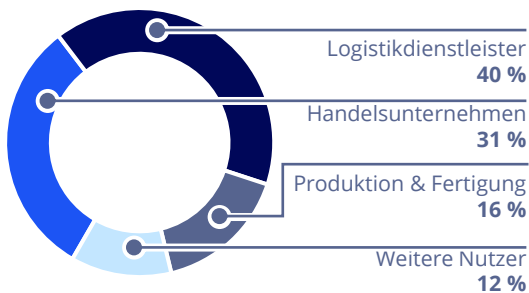 Logistikdienstleister
40 %
Handelsunternehmen
31 %
Produktion & Fertigung
16 %
Weitere Nutzer
12 %